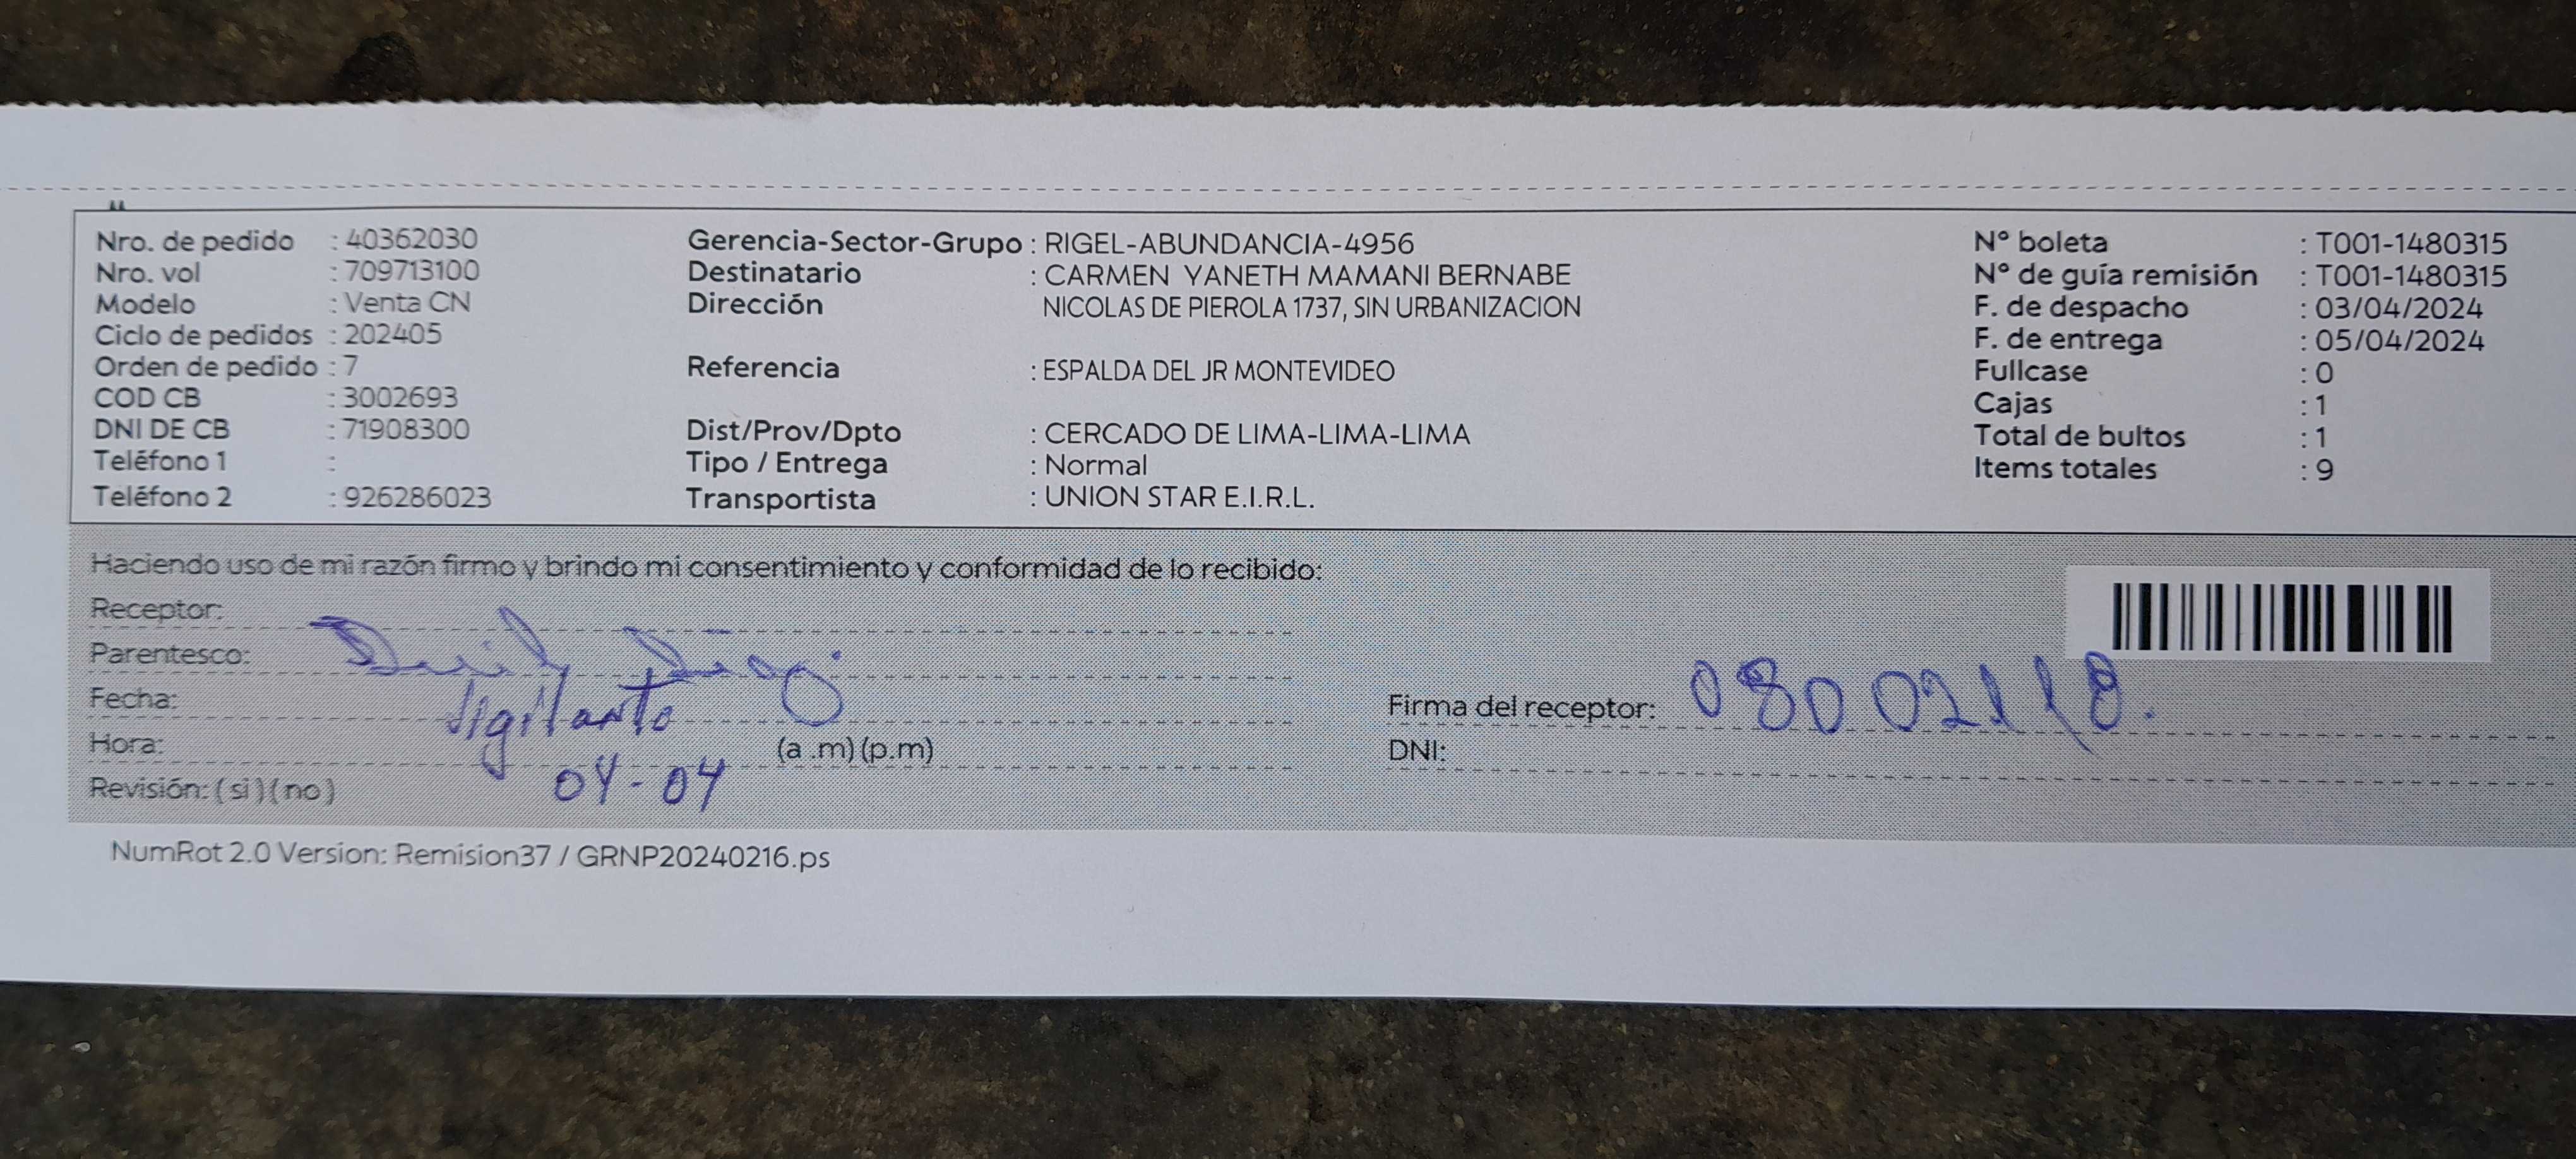 Nro. de pedido : 40362030
Nro. vol : 709713100
Modelo : Venta CN
Ciclo de pedidos : 202405
Orden de pedido : 7
COD CB : 3002693
DNI DE CB : 71908300
Teléfono 1 :
Teléfono 2 : 926286023
Gerencia-Sector-Grupo : RIGEL-ABUNDANCIA-4956
Destinatario : CARMEN YANETH MAMANI BERNABE
Dirección NICOLAS DE PIEROLA 1737, SIN URBANIZACION
Referencia : ESPALDA DEL JR MONTEVIDEO
Dist/Prov/Dpto : CERCADO DE LIMA-LIMA-LIMA
Tipo / Entrega : Normal
Transportista : UNION STAR E.I.R.L.
N° boleta : T001-1480315
N° de guía remisión : T001-1480315
F. de despacho : 03/04/2024
F. de entrega : 05/04/2024
Fullcase : 0
Cajas : 1
Total de bultos : 1
Items totales : 9
Haciendo uso de mi razón firmo y brindo mi consentimiento y conformidad de lo recibido:
Receptor:
Parentesco:
Fecha: Vigilante
Hora: (a .m) (p.m)
Revisión: ( si ) ( no ) 04-04
Firma del receptor: 08002118.
DNI:
NumRot 2.0 Version: Remision37 / GRNP20240216.ps